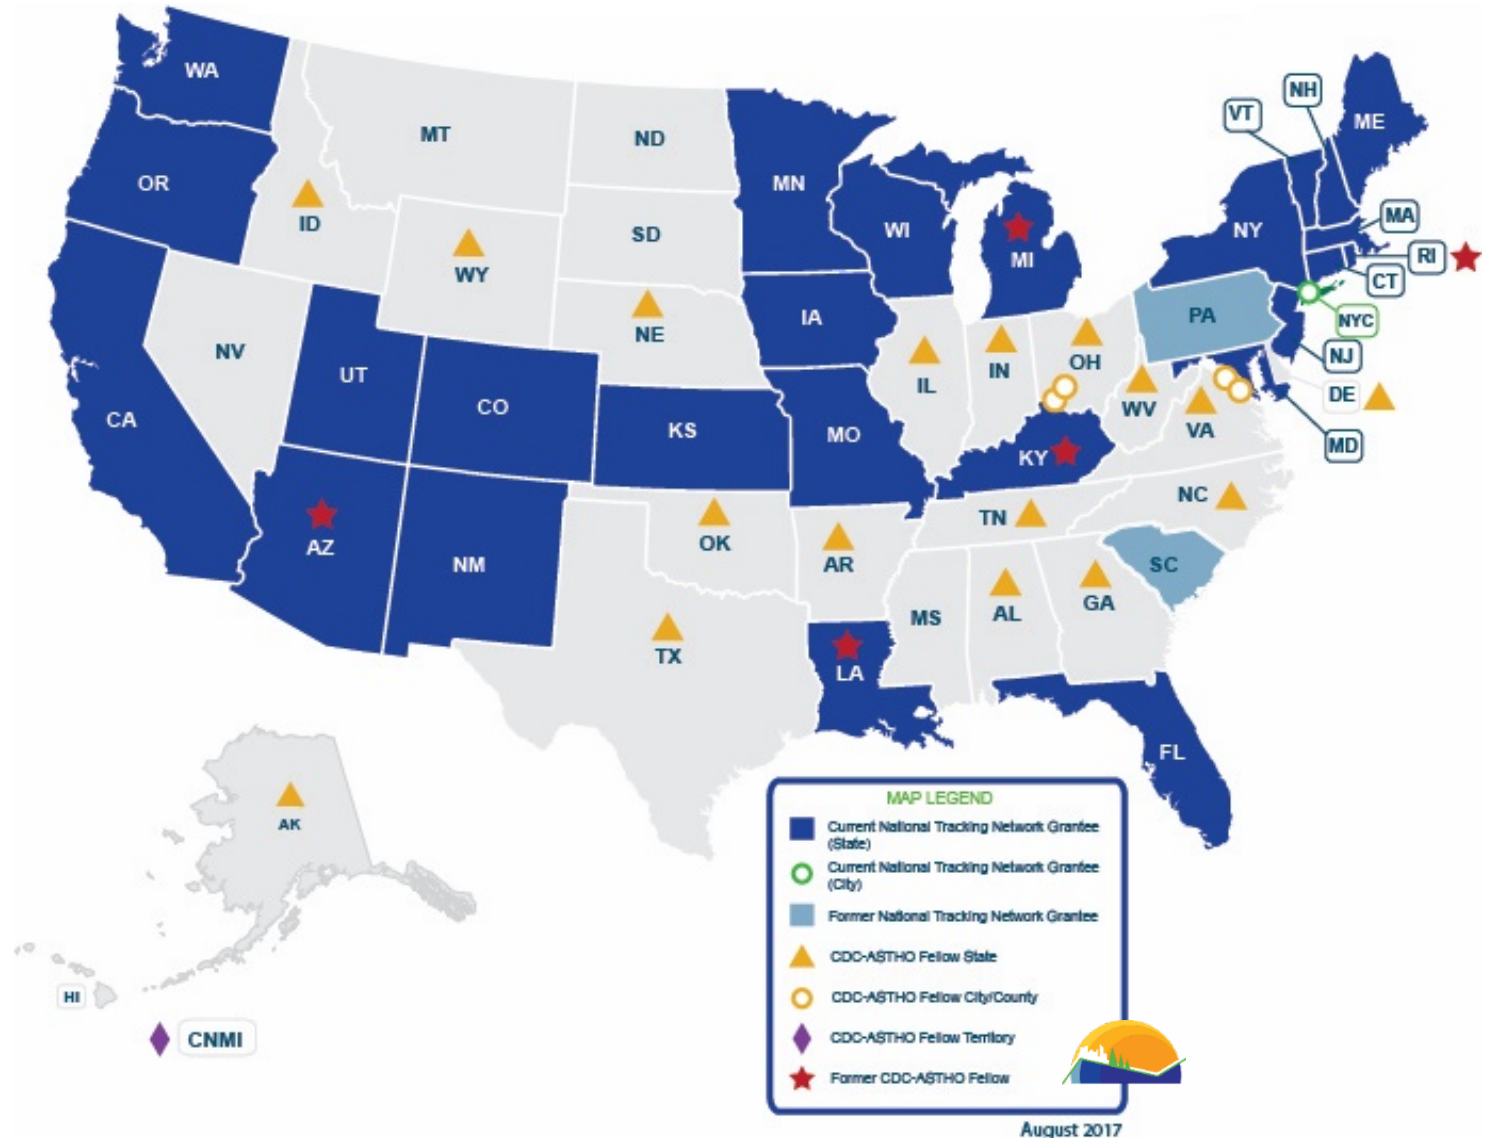 WA
MT
ND
MN
OR
ID
WY
SD
WI
MI
NY
VT
NH
ME
MA
RI
CT
NYC
NJ
DE
MD
PA
NV
UT
CA
CO
NE
IA
KS
MO
IL
IN
OH
WV
VA
KY
NC
TN
SC
AZ
NM
OK
AR
TX
LA
MS
AL
GA
FL
AK
HI
CNMI
MAP LEGEND
Current National Tracking Network Grantee
(State)
Current National Tracking Network Grantee
(City)
Former National Tracking Network Grantee
CDC-ASTHO Fellow State
CDC-ASTHO Fellow City/County
CDC-ASTHO Fellow Territory
Former CDC-ASTHO Fellow
August 2017